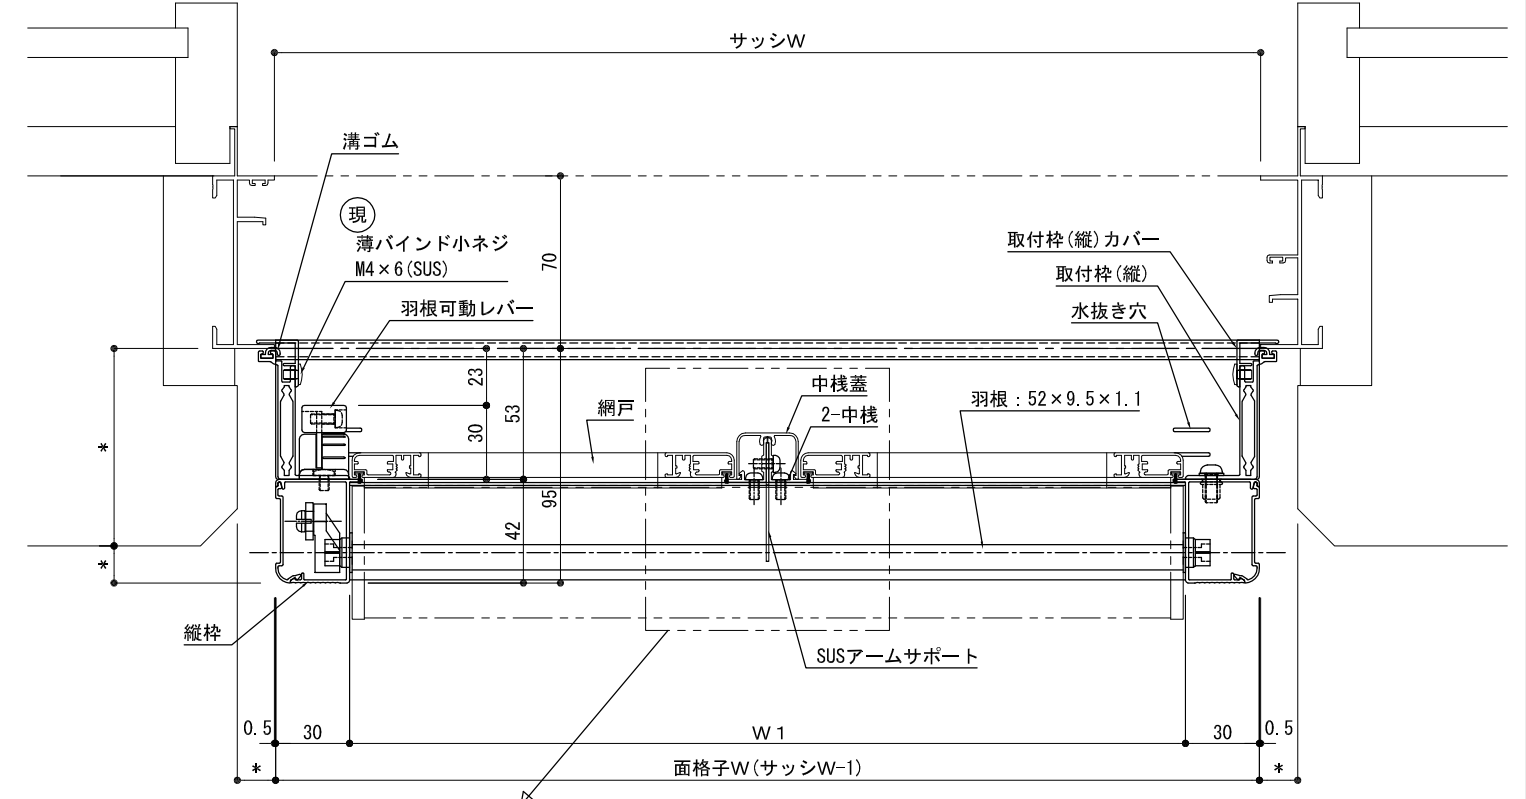 サッシW
溝ゴム
現
薄バインド小ネジ
M4×6(SUS)
羽根可動レバー
70
取付枠(縦)カバー
取付枠(縦)
水抜き穴
23
53
30
網戸
中桟蓋
2-中桟
羽根：52×9.5×1.1
*
95
42
*
縦枠
SUSアームサポート
0.5
30
W1
30
0.5
*
面格子W(サッシW-1)
*